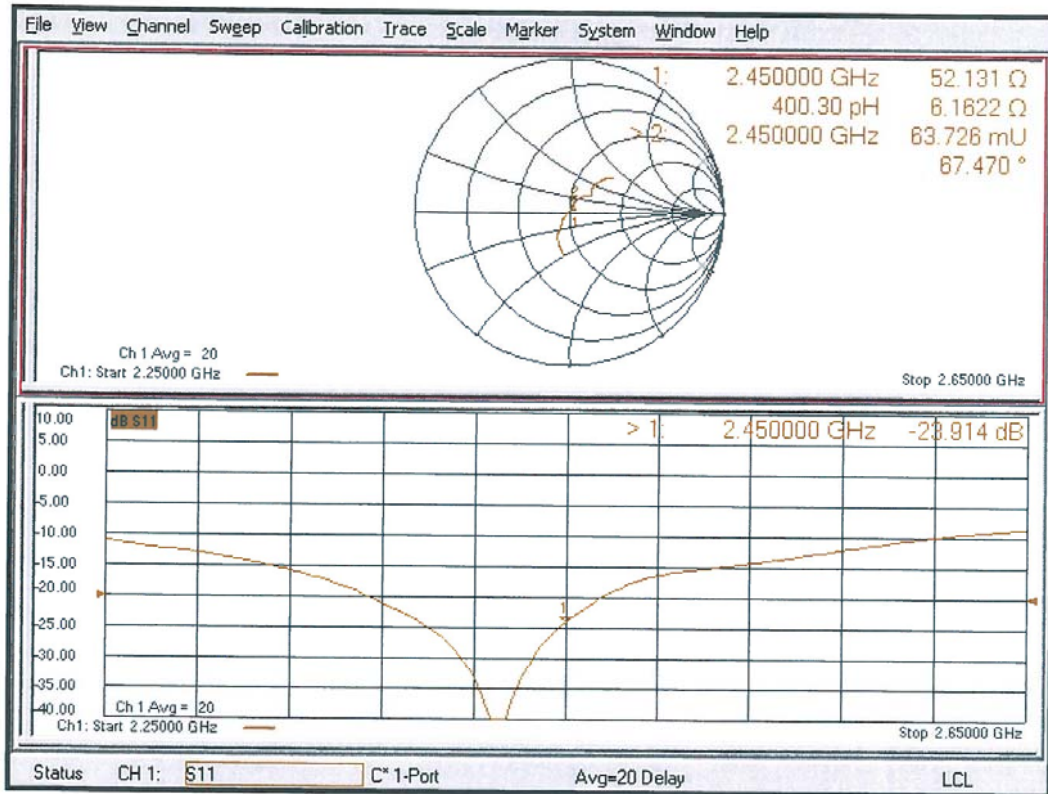 File View Channel Sweep Calibration Trace Scale Marker System Window Help
1: 2.450000 GHz 52.131 Ω
400.30 pH 6.1622 Ω
> 2: 2.450000 GHz 63.726 mU
67.470 °
Ch 1 Avg = 20
Ch1: Start 2.25000 GHz
Stop 2.65000 GHz
10.00
dB S11
> 1: 2.450000 GHz -23.914 dB
5.00
0.00
-5.00
-10.00
-15.00
-20.00
-25.00
-30.00
-35.00
-40.00
1
Ch 1 Avg = 20
Ch1: Start 2.25000 GHz
Stop 2.65000 GHz
Status CH 1: S11 C* 1-Port Avg=20 Delay LCL